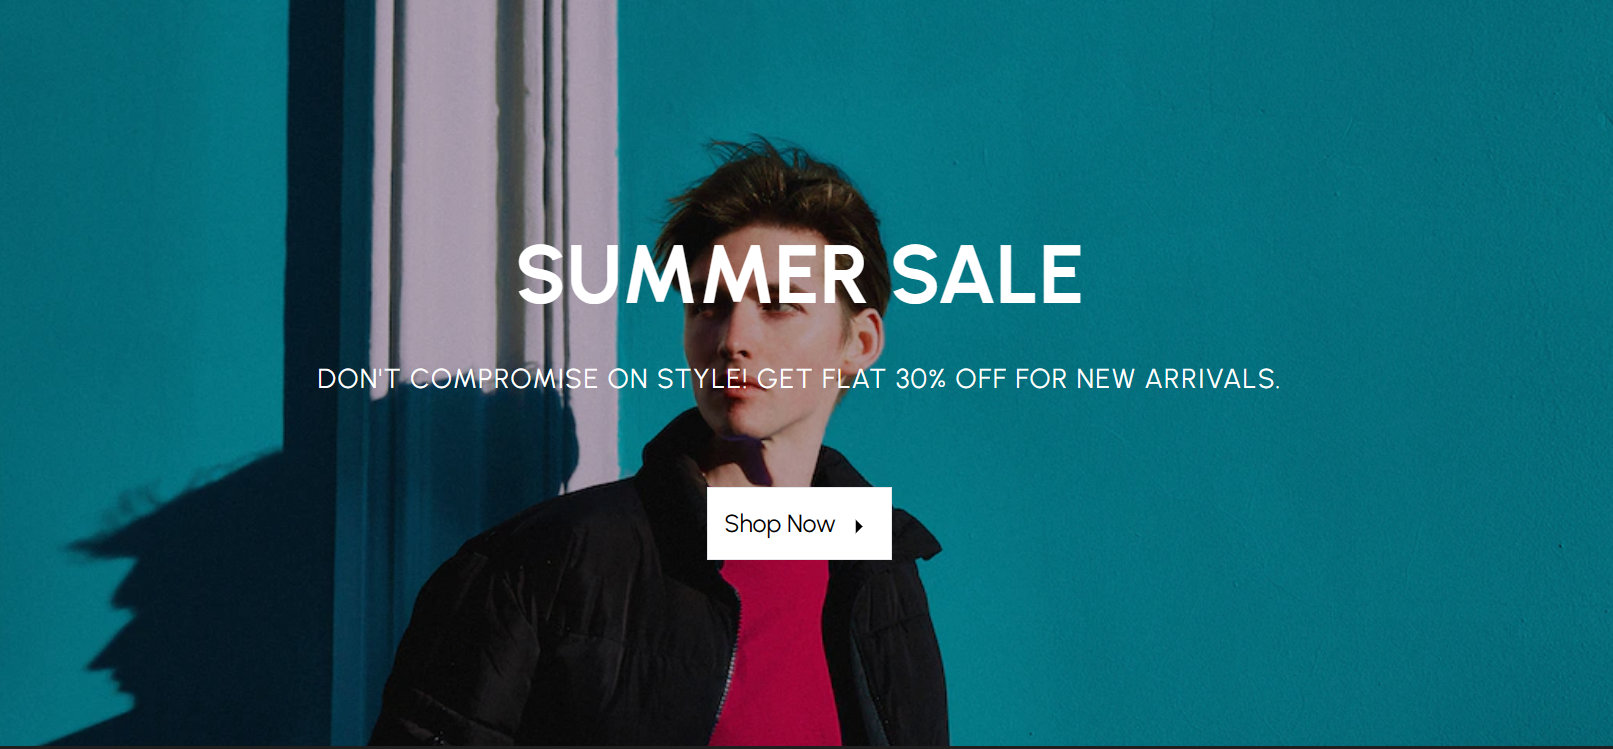 SUMMER SALE
DON'T COMPROMISE ON STYLE! GET FLAT 30% OFF FOR NEW ARRIVALS.
Shop Now